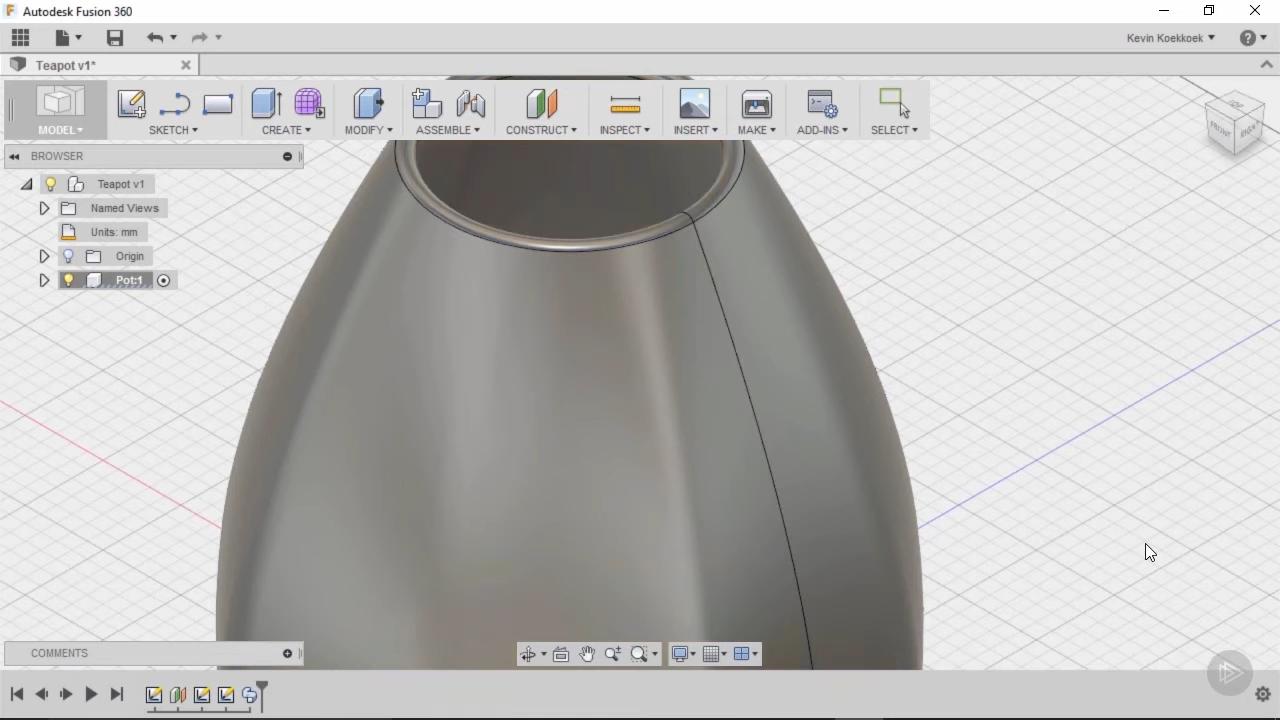 Autodesk Fusion 360
Kevin Koekkoek
Teapot v1*
MODEL
SKETCH
CREATE
MODIFY
ASSEMBLE
CONSTRUCT
INSPECT
INSERT
MAKE
ADD-INS
SELECT
FRONT
RIGHT
BROWSER
Teapot v1
Named Views
Units: mm
Origin
Pot:1
COMMENTS